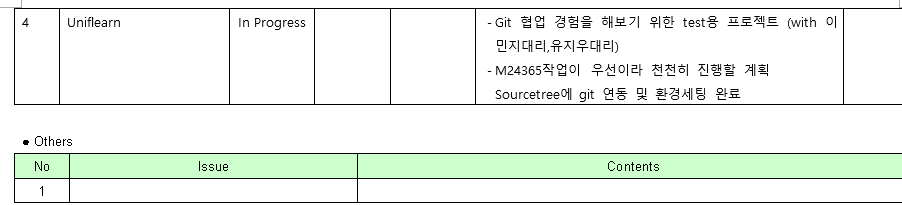 4 Uniflearn In Progress - Git 협업 경험을 해보기 위한 test용 프로젝트 (with 이
민지대리,유지우대리)
- M24365작업이 우선이라 천천히 진행할 계획
Sourcetree에 git 연동 및 환경세팅 완료
● Others
No Issue Contents
1